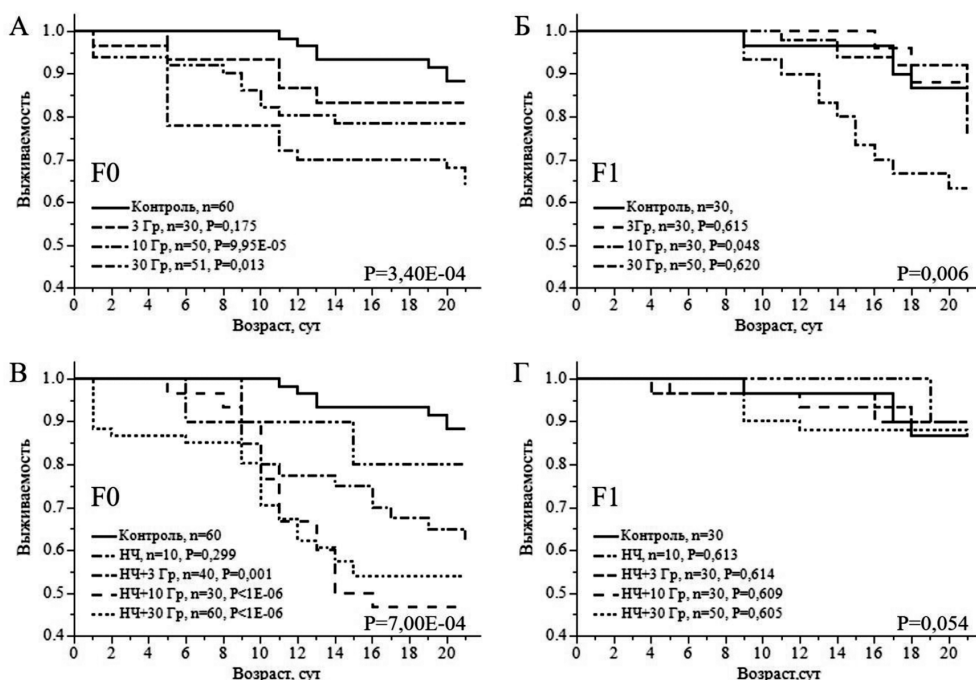 А
1.0
0.9
0.8
0.7
0.6
0.5
0.4
Выживаемость
F0
Контроль, n=60
3 Гр, n=30, P=0,175
10 Гр, n=50, P=9,95E-05
30 Гр, n=51, P=0,013
P=3,40E-04
0 2 4 6 8 10 12 14 16 18 20
Возраст, сут
Б
1.0
0.9
0.8
0.7
0.6
0.5
0.4
Выживаемость
F1
Контроль, n=30,
3Гр, n=30, P=0,615
10 Гр, n=30, P=0,048
30 Гр, n=50, P=0,620
P=0,006
0 2 4 6 8 10 12 14 16 18 20
Возраст, сут
В
1.0
0.9
0.8
0.7
0.6
0.5
0.4
Выживаемость
F0
Контроль, n=60
НЧ, n=10, P=0,299
НЧ+3 Гр, n=40, P=0,001
НЧ+10 Гр, n=30, P<1E-06
НЧ+30 Гр, n=60, P<1E-06
P=7,00E-04
0 2 4 6 8 10 12 14 16 18 20
Возраст, сут
Г
1.0
0.9
0.8
0.7
0.6
0.5
0.4
Выживаемость
F1
Контроль, n=30
НЧ, n=10, P=0,613
НЧ+3 Гр, n=30, P=0,614
НЧ+10 Гр, n=30, P=0,609
НЧ+30 Гр, n=50, P=0,605
P=0,054
0 2 4 6 8 10 12 14 16 18 20
Возраст,сут